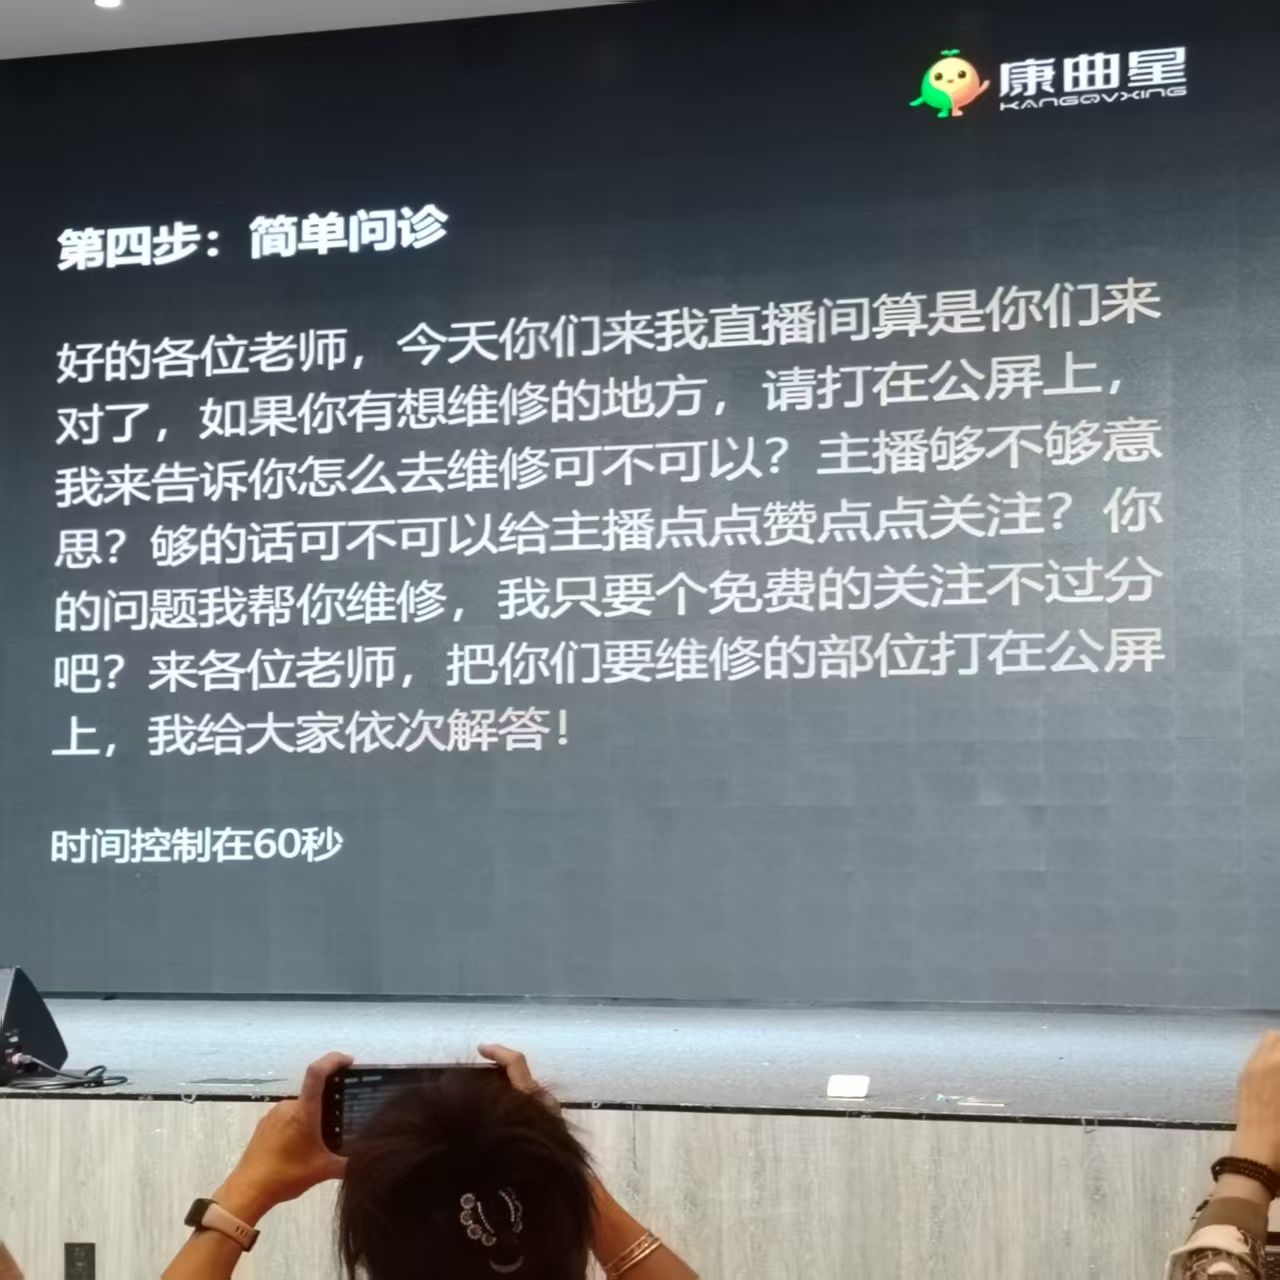 康曲星
KANGQVXING
第四步：简单问诊
好的各位老师，今天你们来我直播间算是你们来
对了，如果你有想维修的地方，请打在公屏上，
我来告诉你怎么去维修可不可以？主播够不够意
思？够的话可不可以给主播点点赞点点关注？你
的问题我帮你维修，我只要个免费的关注不过分
吧？来各位老师，把你们要维修的部位打在公屏
上，我给大家依次解答！
时间控制在60秒